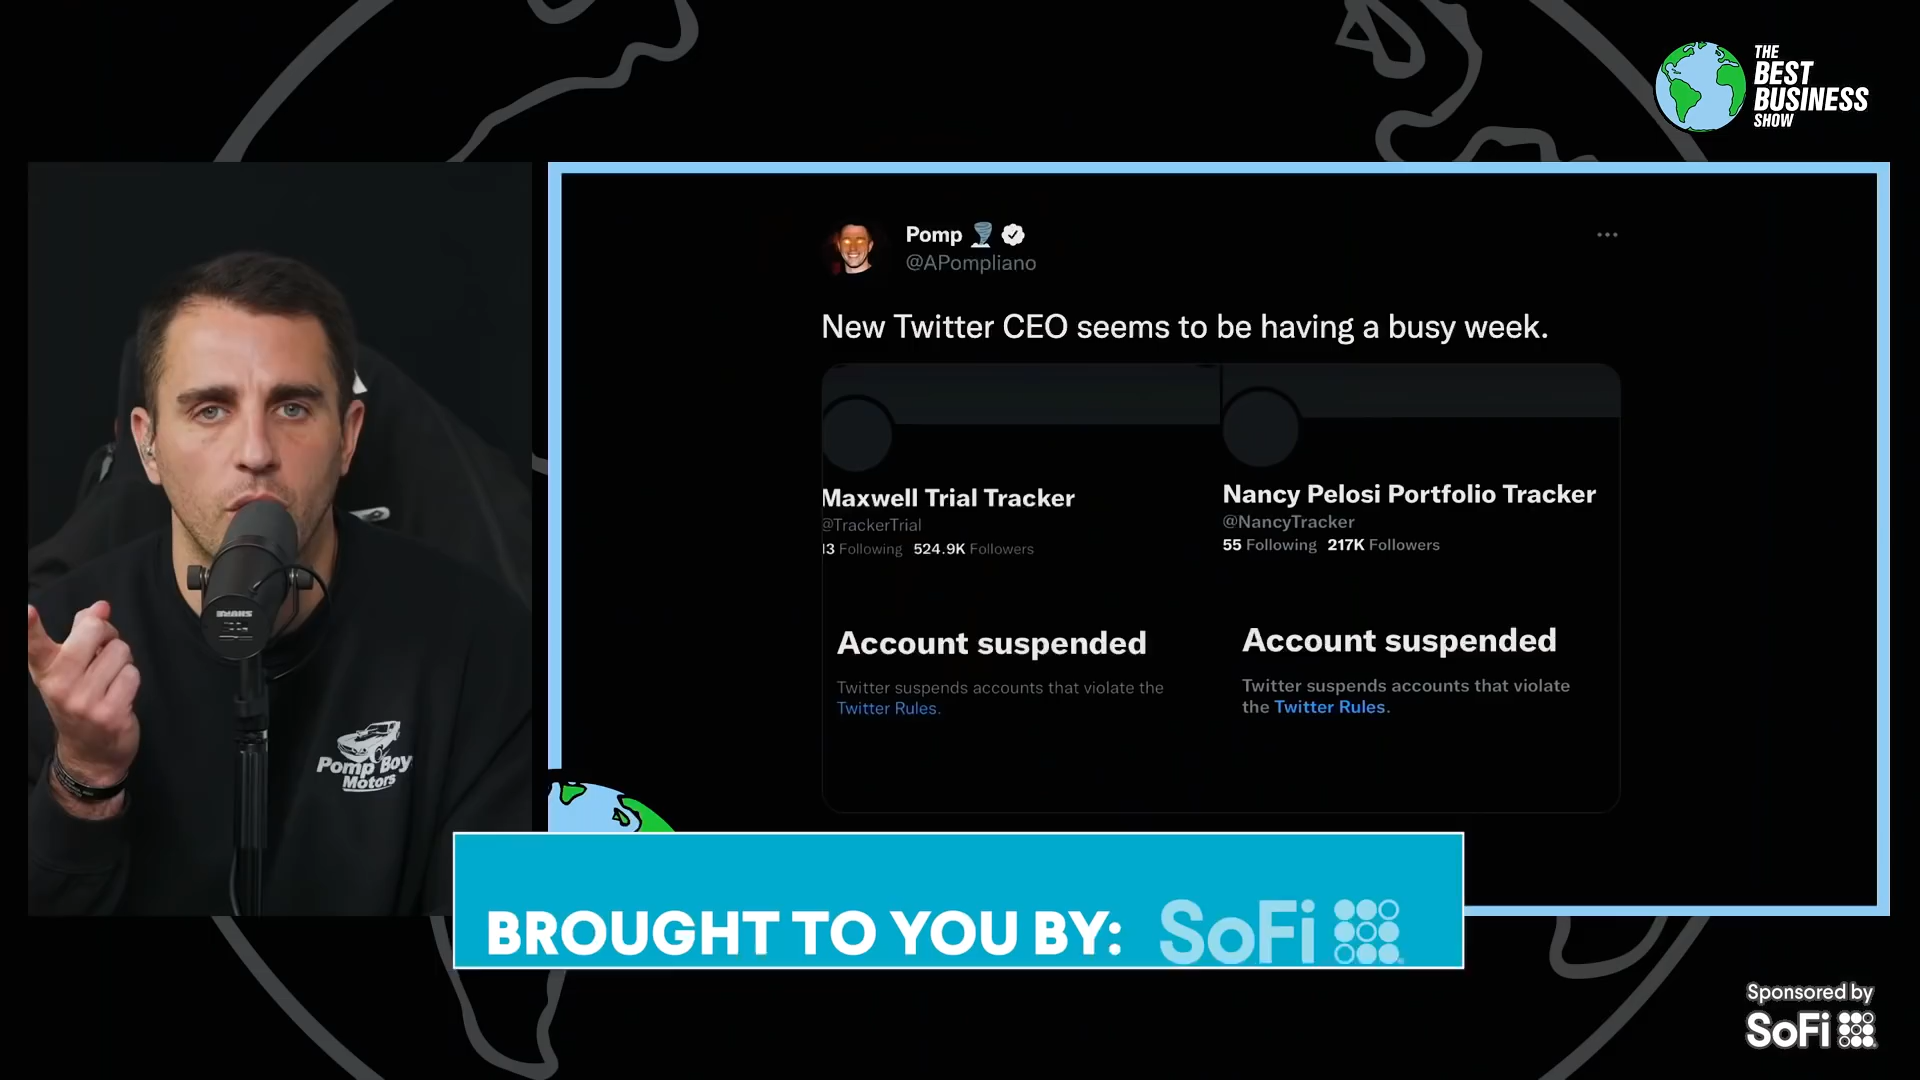 THE
BEST
BUSINESS
SHOW
Pomp
@APompliano
New Twitter CEO seems to be having a busy week.
Maxwell Trial Tracker
@TrackerTrial
13 Following 524.9K Followers
Account suspended
Twitter suspends accounts that violate the
Twitter Rules.
Nancy Pelosi Portfolio Tracker
@NancyTracker
55 Following 217K Followers
Account suspended
Twitter suspends accounts that violate
the Twitter Rules.
SHURE
Pomp Boy
Motors
BROUGHT TO YOU BY: SoFi
Sponsored by
SoFi